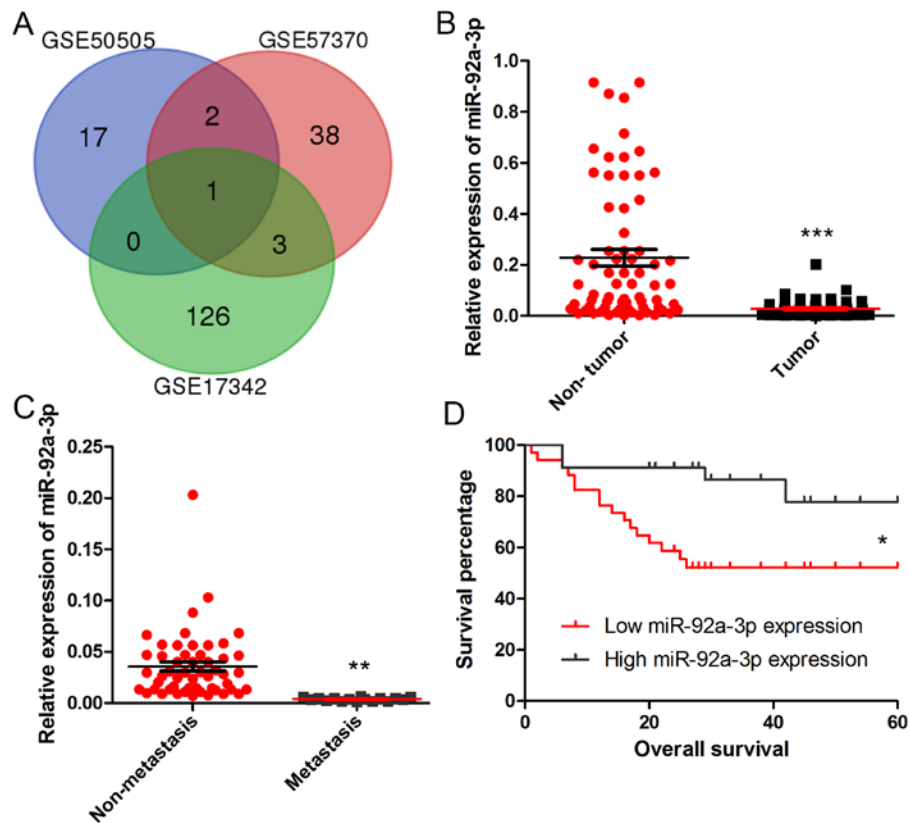 A
GSE50505
GSE57370
17
2
38
1
0
3
126
GSE17342
B
Relative expression of miR-92a-3p
1.0
0.8
0.6
0.4
0.2
0.0
***
Non- tumor
Tumor
C
Relative expression of miR-92a-3p
0.25
0.20
0.15
0.10
0.05
0.00
**
Non-metastasis
Metastasis
D
Survival percentage
100
80
60
40
20
0
*
Low miR-92a-3p expression
High miR-92a-3p expression
0
20
40
60
Overall survival